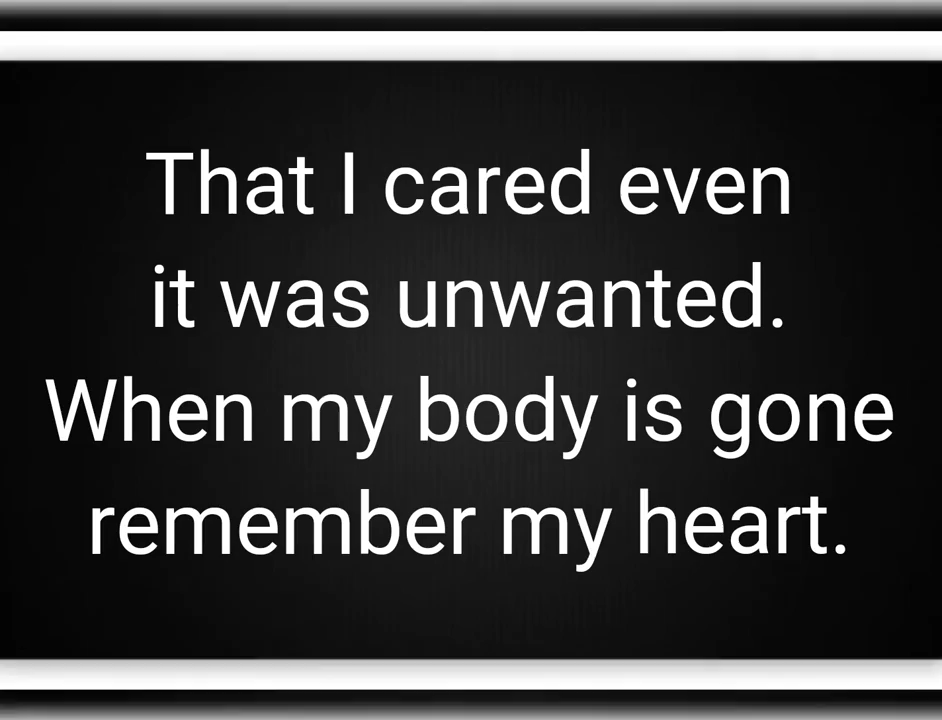 That I cared even
it was unwanted.
When my body is gone
remember my heart.